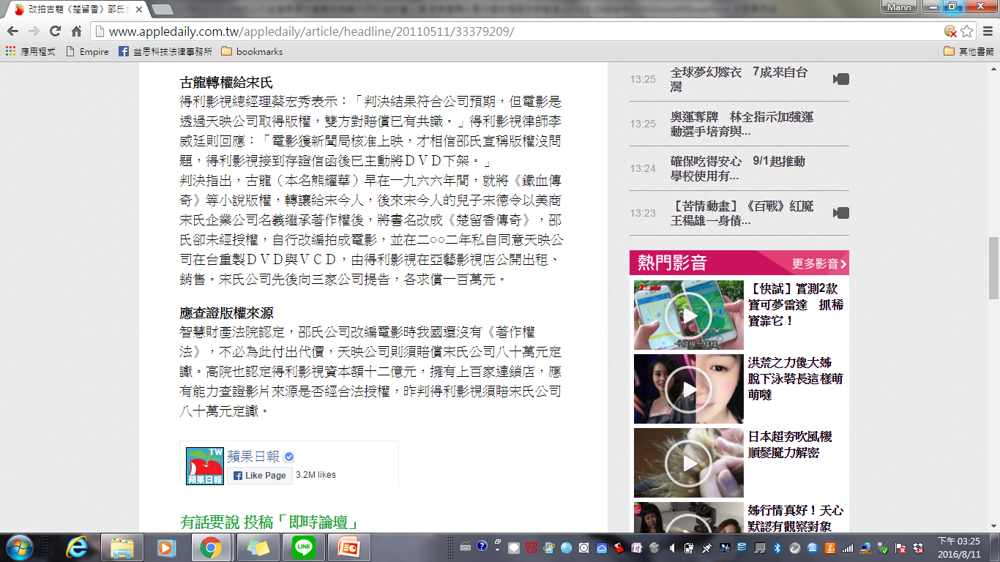 改拍古龍《楚留香》邵氏
Mann
www.appledaily.com.tw/appledaily/article/headline/20110511/33379209/
應用程式
Empire
益思科技法律事務所
bookmarks
其他書籤
古龍轉權給宋氏
得利影視總經理蔡宏秀表示：「判決結果符合公司預期，但電影是
透過天映公司取得版權，雙方對賠償已有共識。」得利影視律師李
威廷則回應：「電影獲新聞局核准上映，才相信邵氏宣稱版權沒問
題，得利影視接到存證信函後已主動將ＤＶＤ下架。」
判決指出，古龍（本名熊耀華）早在一九六六年間，就將《鐵血傳
奇》等小說版權，轉讓給宋今人，後來宋今人的兒子宋德令以美商
宋氏企業公司名義繼承著作權後，將書名改成《楚留香傳奇》，邵
氏卻未經授權，自行改編拍成電影，並在二○○二年私自同意天映公
司在台重製ＤＶＤ與ＶＣＤ，由得利影視在亞藝影視店公開出租、
銷售。宋氏公司先後向三家公司提告，各求償一百萬元。
應查證版權來源
智慧財產法院認定，邵氏公司改編電影時我國還沒有《著作權
法》，不必為此付出代價，天映公司則須賠償宋氏公司八十萬元定
讞。高院也認定得利影視資本額十二億元，擁有上百家連鎖店，應
有能力查證影片來源是否經合法授權，昨判得利影視須賠宋氏公司
八十萬元定讞。
TW
蘋果日報
蘋果日報
Like Page
3.2M likes
有話要說 投稿「即時論壇」
13:25
全球夢幻嫁衣　7成來自台
灣
13:25
奧運奪牌　林全指示加強運
動選手培育與...
13:24
確保吃得安心　9/1起推動
學校使用有...
13:23
【苦情動畫】《百戰》紅魔
王楊雄一身債...
熱門影音
更多影音
【快試】實測2款
寶可夢雷達　抓稀
寶靠它！
洪荒之力傻大姊
脫下泳裝長這樣萌
萌噠
日本超夯吹風機
順髮魔力解密
姊行情真好！天心
默認有觀察對象
LINE
下午 03:25
2016/8/11